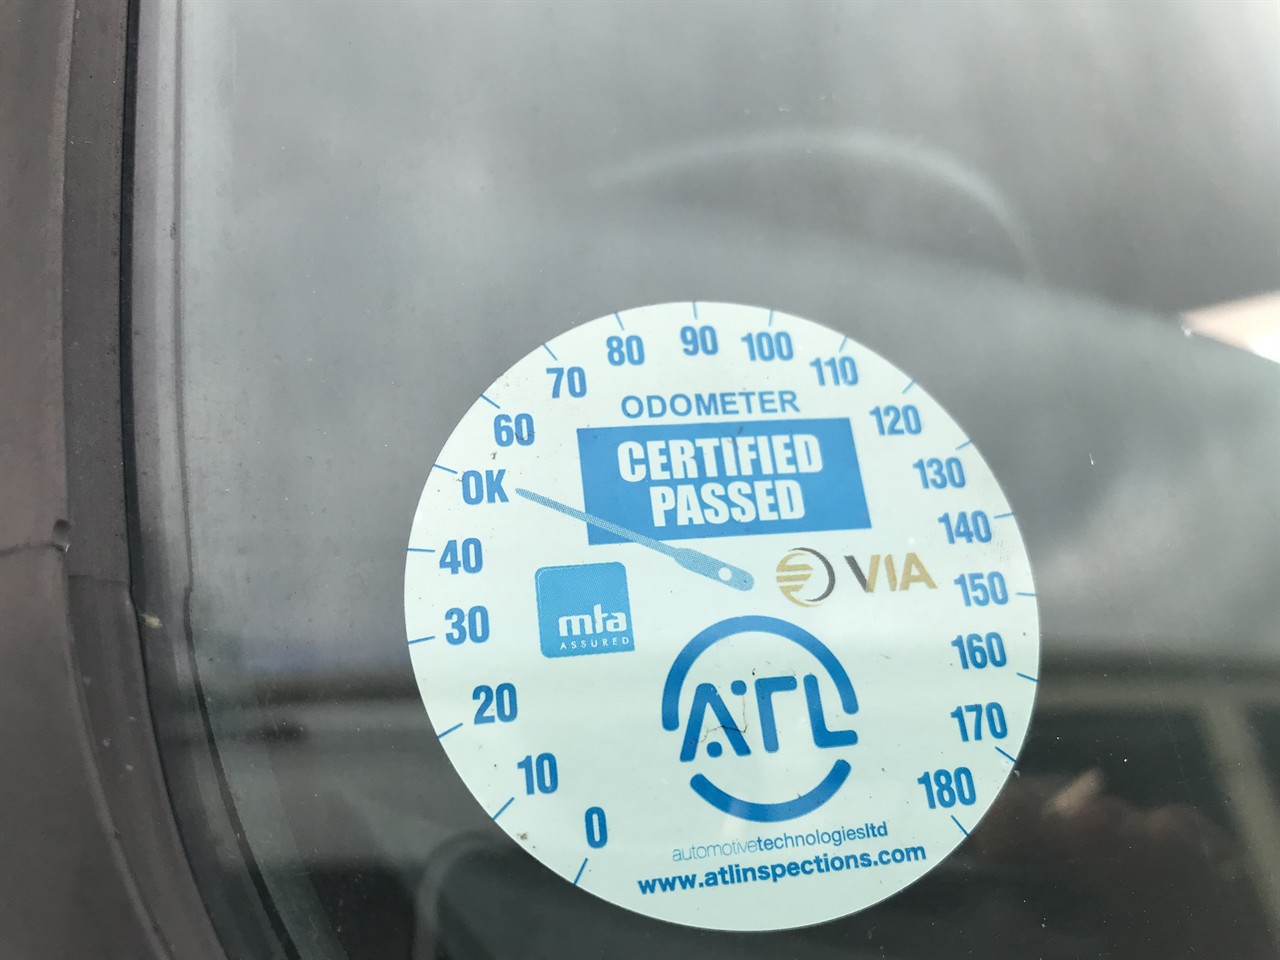 0
10
20
30
40
OK
60
70
80
90
100
110
120
130
140
150
160
170
180
ODOMETER
CERTIFIED
PASSED
mta
ASSURED
VIA
ATL
automotivetechnologiesltd
www.atlinspections.com